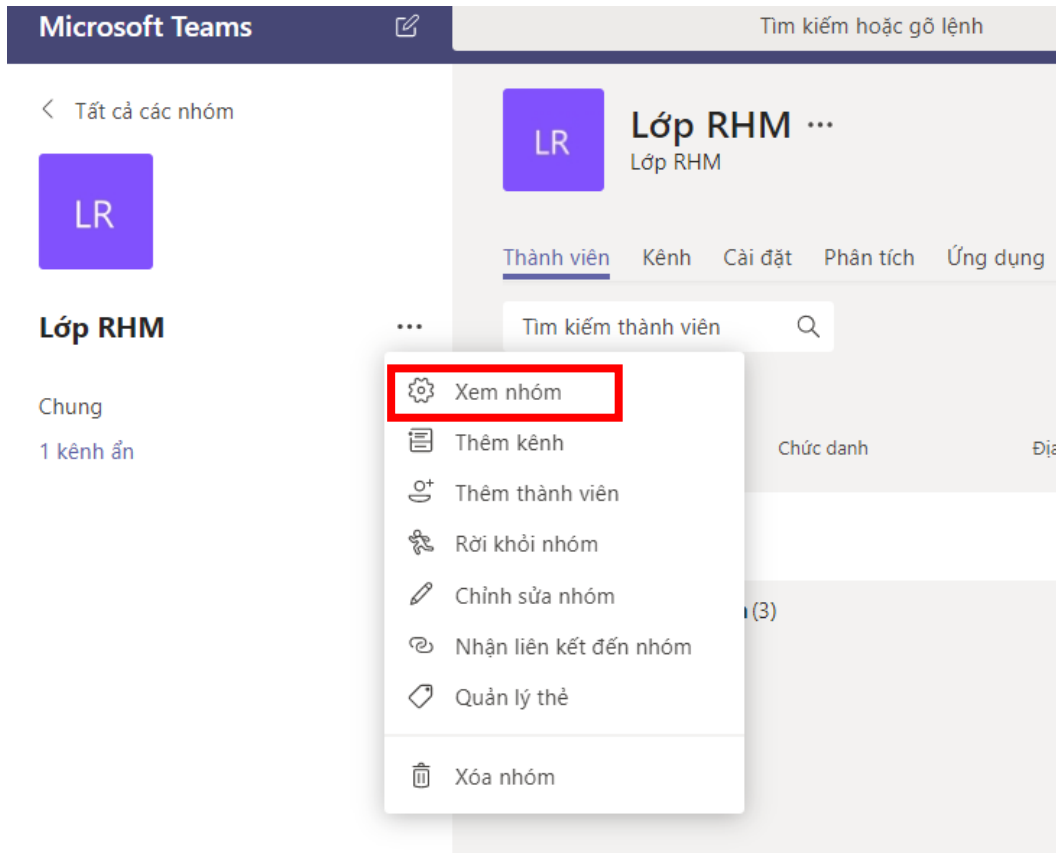 Microsoft Teams
Tìm kiếm hoặc gõ lệnh
Tất cả các nhóm
LR
Lớp RHM ...
Chung
1 kênh ẩn
LR
Lớp RHM ...
Lớp RHM
Thành viên Kênh Cài đặt Phân tích Ứng dụng
Tìm kiếm thành viên
Chức danh
(3)
Xem nhóm
Thêm kênh
Thêm thành viên
Rời khỏi nhóm
Chỉnh sửa nhóm
Nhận liên kết đến nhóm
Quản lý thẻ
Xóa nhóm